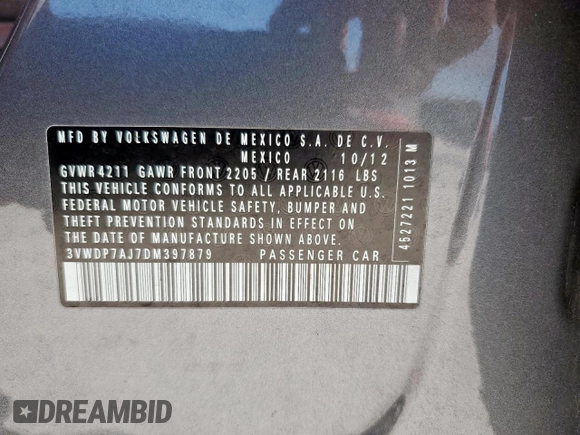 MFD BY VOLKSWAGEN DE MEXICO S.A. DE C.V.
MEXICO 10/12
GVWR 4211 GAWR FRONT 2205 / REAR 2116 LBS
THIS VEHICLE CONFORMS TO ALL APPLICABLE U.S.
FEDERAL MOTOR VEHICLE SAFETY, BUMPER AND
THEFT PREVENTION STANDARDS IN EFFECT ON
THE DATE OF MANUFACTURE SHOWN ABOVE.
3VWDP7AJ7DM397879 PASSENGER CAR
4527221 1013 M
DREAMBID